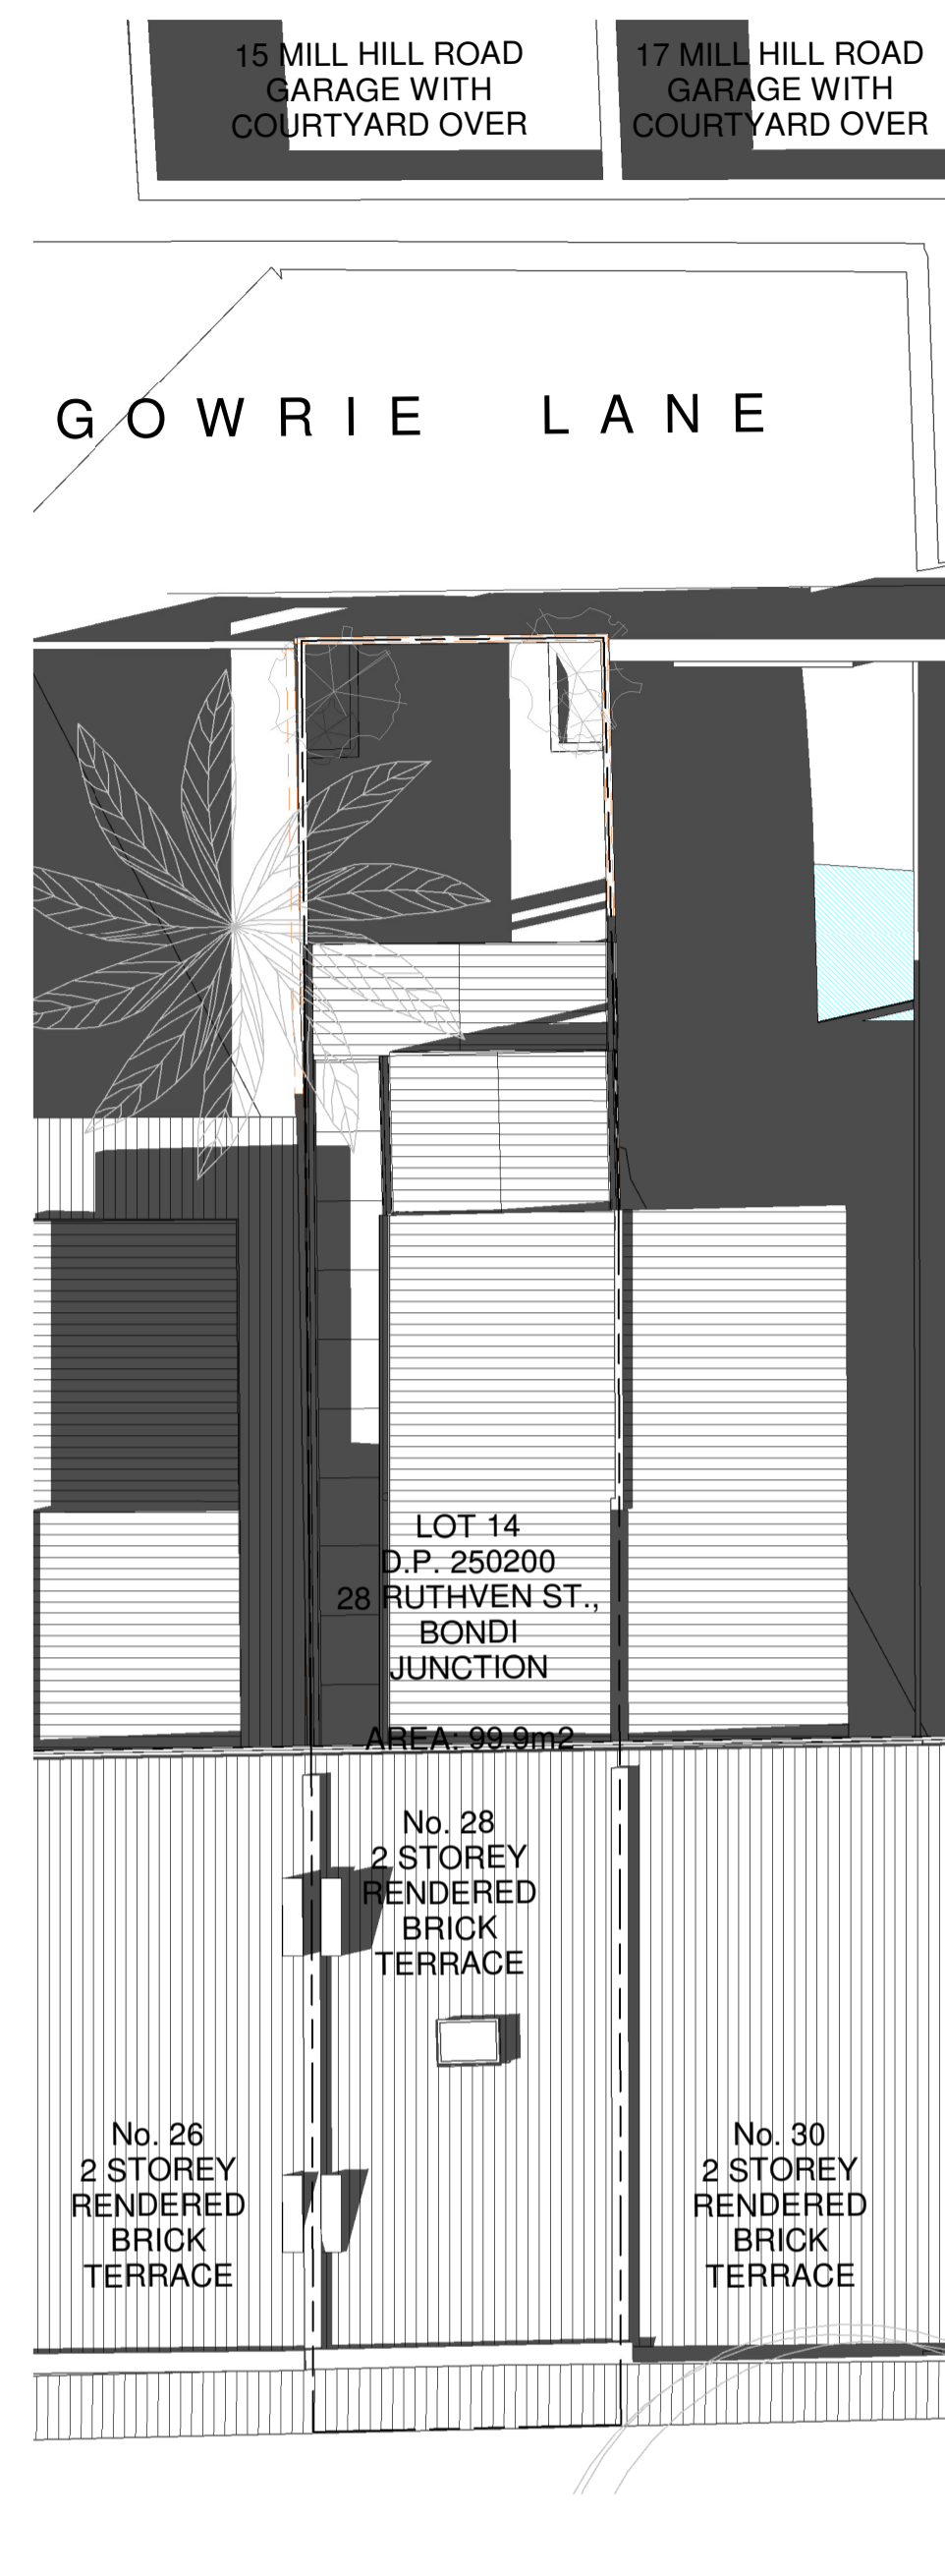 15 MILL HILL ROAD
GARAGE WITH
COURTYARD OVER
17 MILL HILL ROAD
GARAGE WITH
COURTYARD OVER
GOWRIE LANE
LOT 14
D.P. 250200
28 RUTHVEN ST.,
BONDI
JUNCTION
AREA: 99.9m2
No. 28
2 STOREY
RENDERED
BRICK
TERRACE
No. 26
2 STOREY
RENDERED
BRICK
TERRACE
No. 30
2 STOREY
RENDERED
BRICK
TERRACE